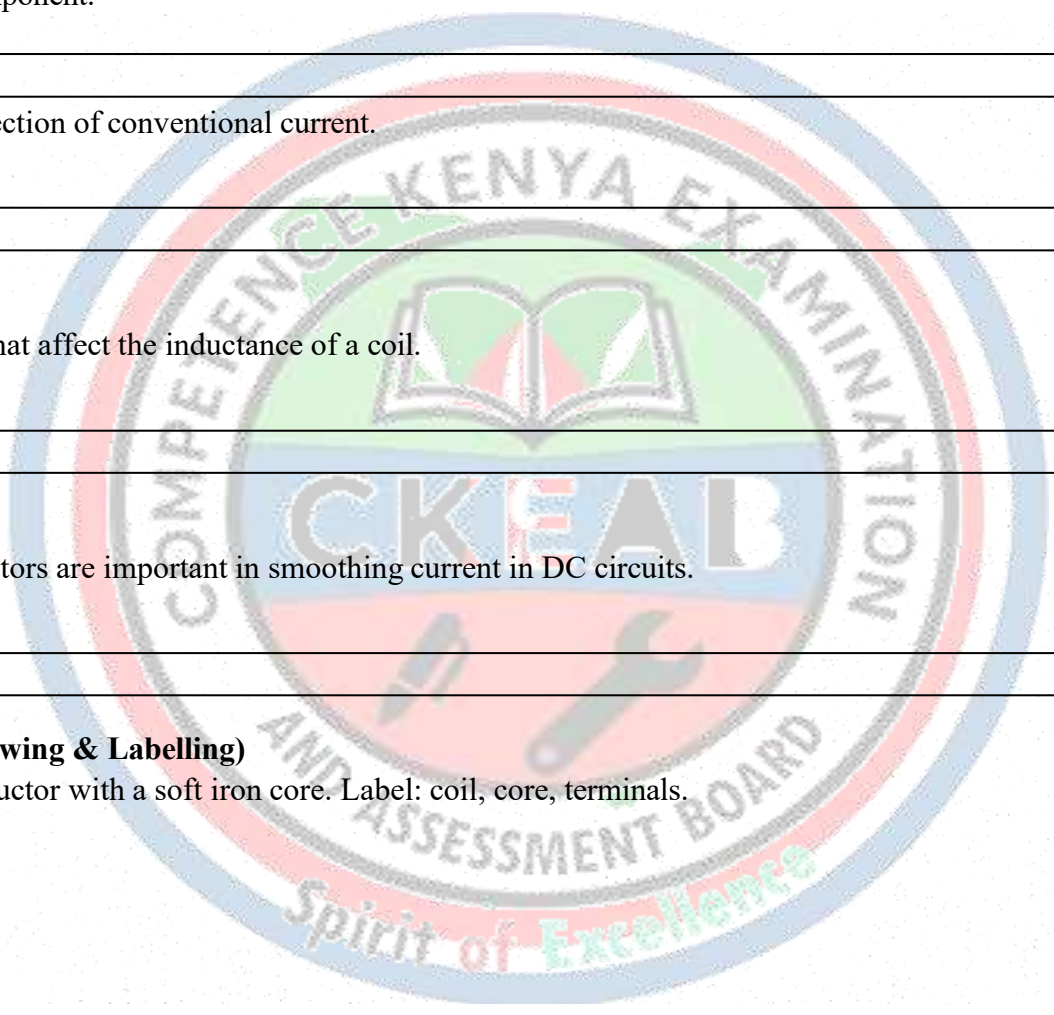 ection of conventional current.
COMPETENCE KENYA EXAMINATION
hat affect the inductance of a coil.
CKEAB
tors are important in smoothing current in DC circuits.
wing & Labelling)
uctor with a soft iron core. Label: coil, core, terminals.
AND ASSESSMENT BOARD
Spirit of Excellence